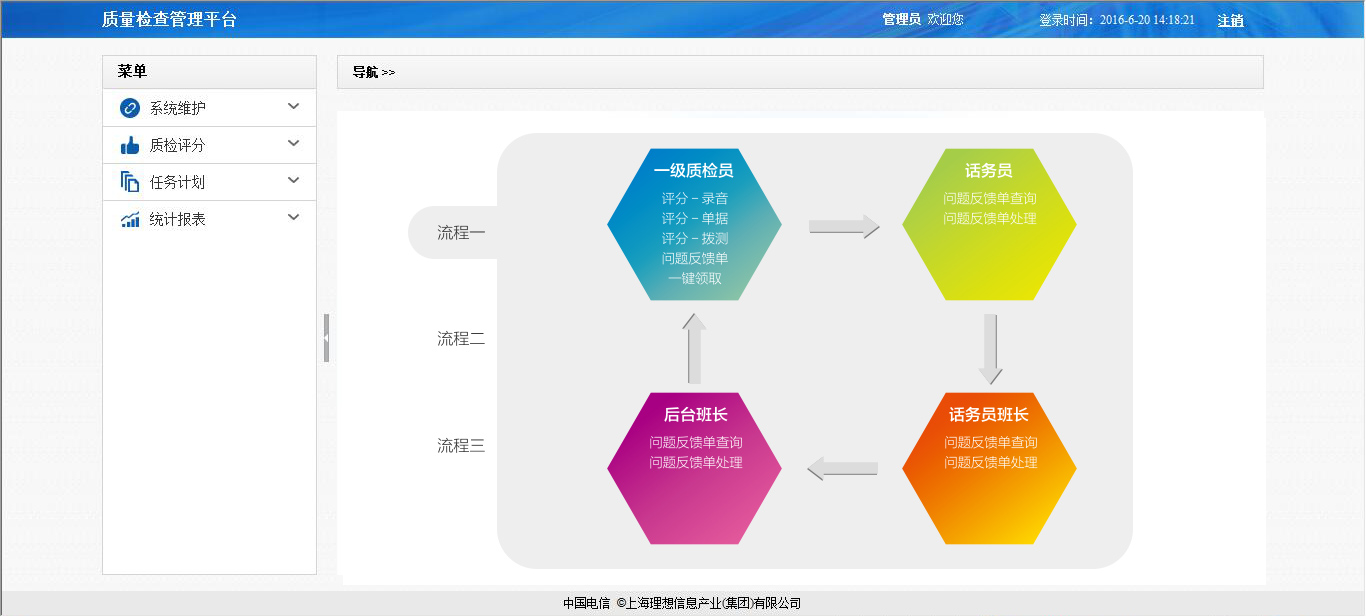 质量检查管理平台
管理员 欢迎您
登录时间：2016-6-20 14:18:21
注销
菜单
系统维护
质检评分
任务计划
统计报表
导航 >>
流程一
流程二
流程三
一级质检员
评分－录音
评分－单据
评分－拨测
问题反馈单
一键领取
话务员
问题反馈单查询
问题反馈单处理
后台班长
问题反馈单查询
问题反馈单处理
话务员班长
问题反馈单查询
问题反馈单处理
中国电信 ©上海理想信息产业(集团)有限公司